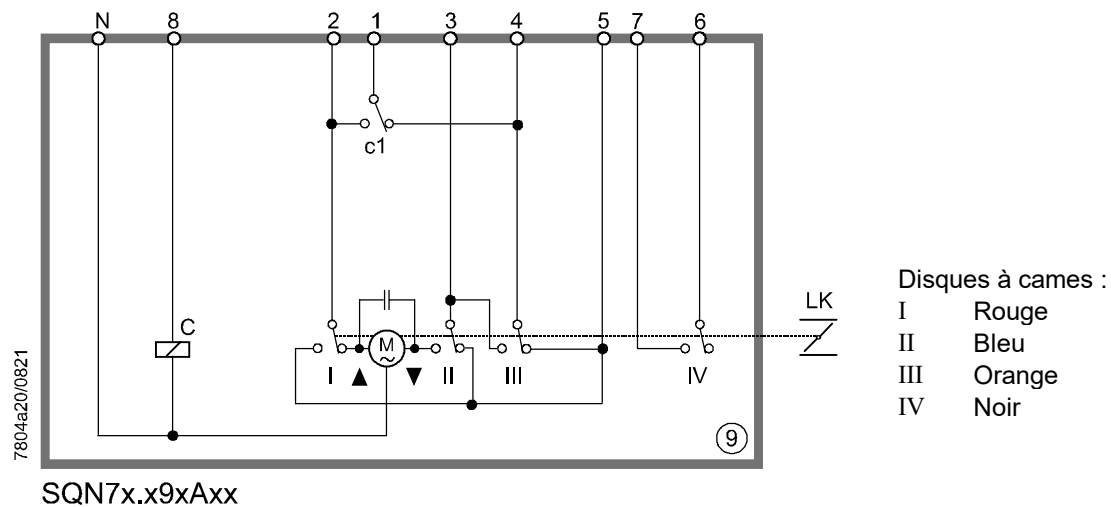 N 8 2 1 3 4 5 7 6
c1
Disques à cames :
I Rouge
II Bleu
III Orange
IV Noir
LK
C
M
~
I ▲ ▼ II III IV
7804a20/0821
9
SQN7x.x9xAxx